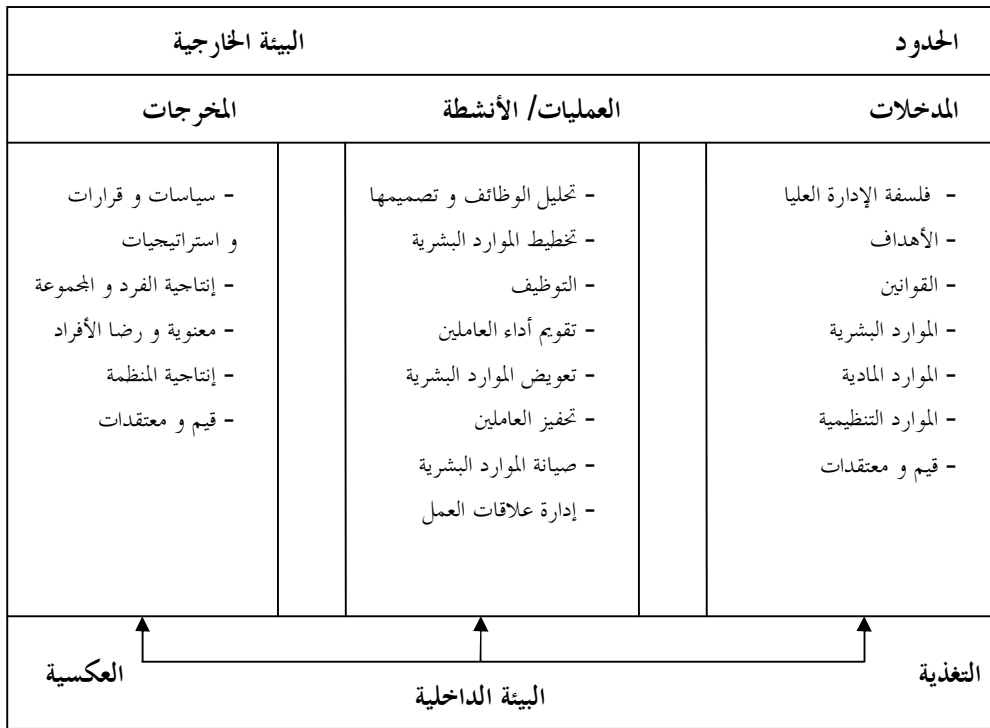 الحدود البيئة الخارجية
المدخلات العمليات/ الأنشطة المخرجات
- فلسفة الإدارة العليا
- الأهداف
- القوانين
- الموارد البشرية
- الموارد المادية
- الموارد التنظيمية
- قيم و معتقدات
- تحليل الوظائف و تصميمها
- تخطيط الموارد البشرية
- التوظيف
- تقويم أداء العاملين
- تعويض الموارد البشرية
- تحفيز العاملين
- صيانة الموارد البشرية
- إدارة علاقات العمل
- سياسات و قرارات
و استراتيجيات
- إنتاجية الفرد و المجموعة
- معنوية و رضا الأفراد
- إنتاجية المنظمة
- قيم و معتقدات
التغذية العكسية
البيئة الداخلية